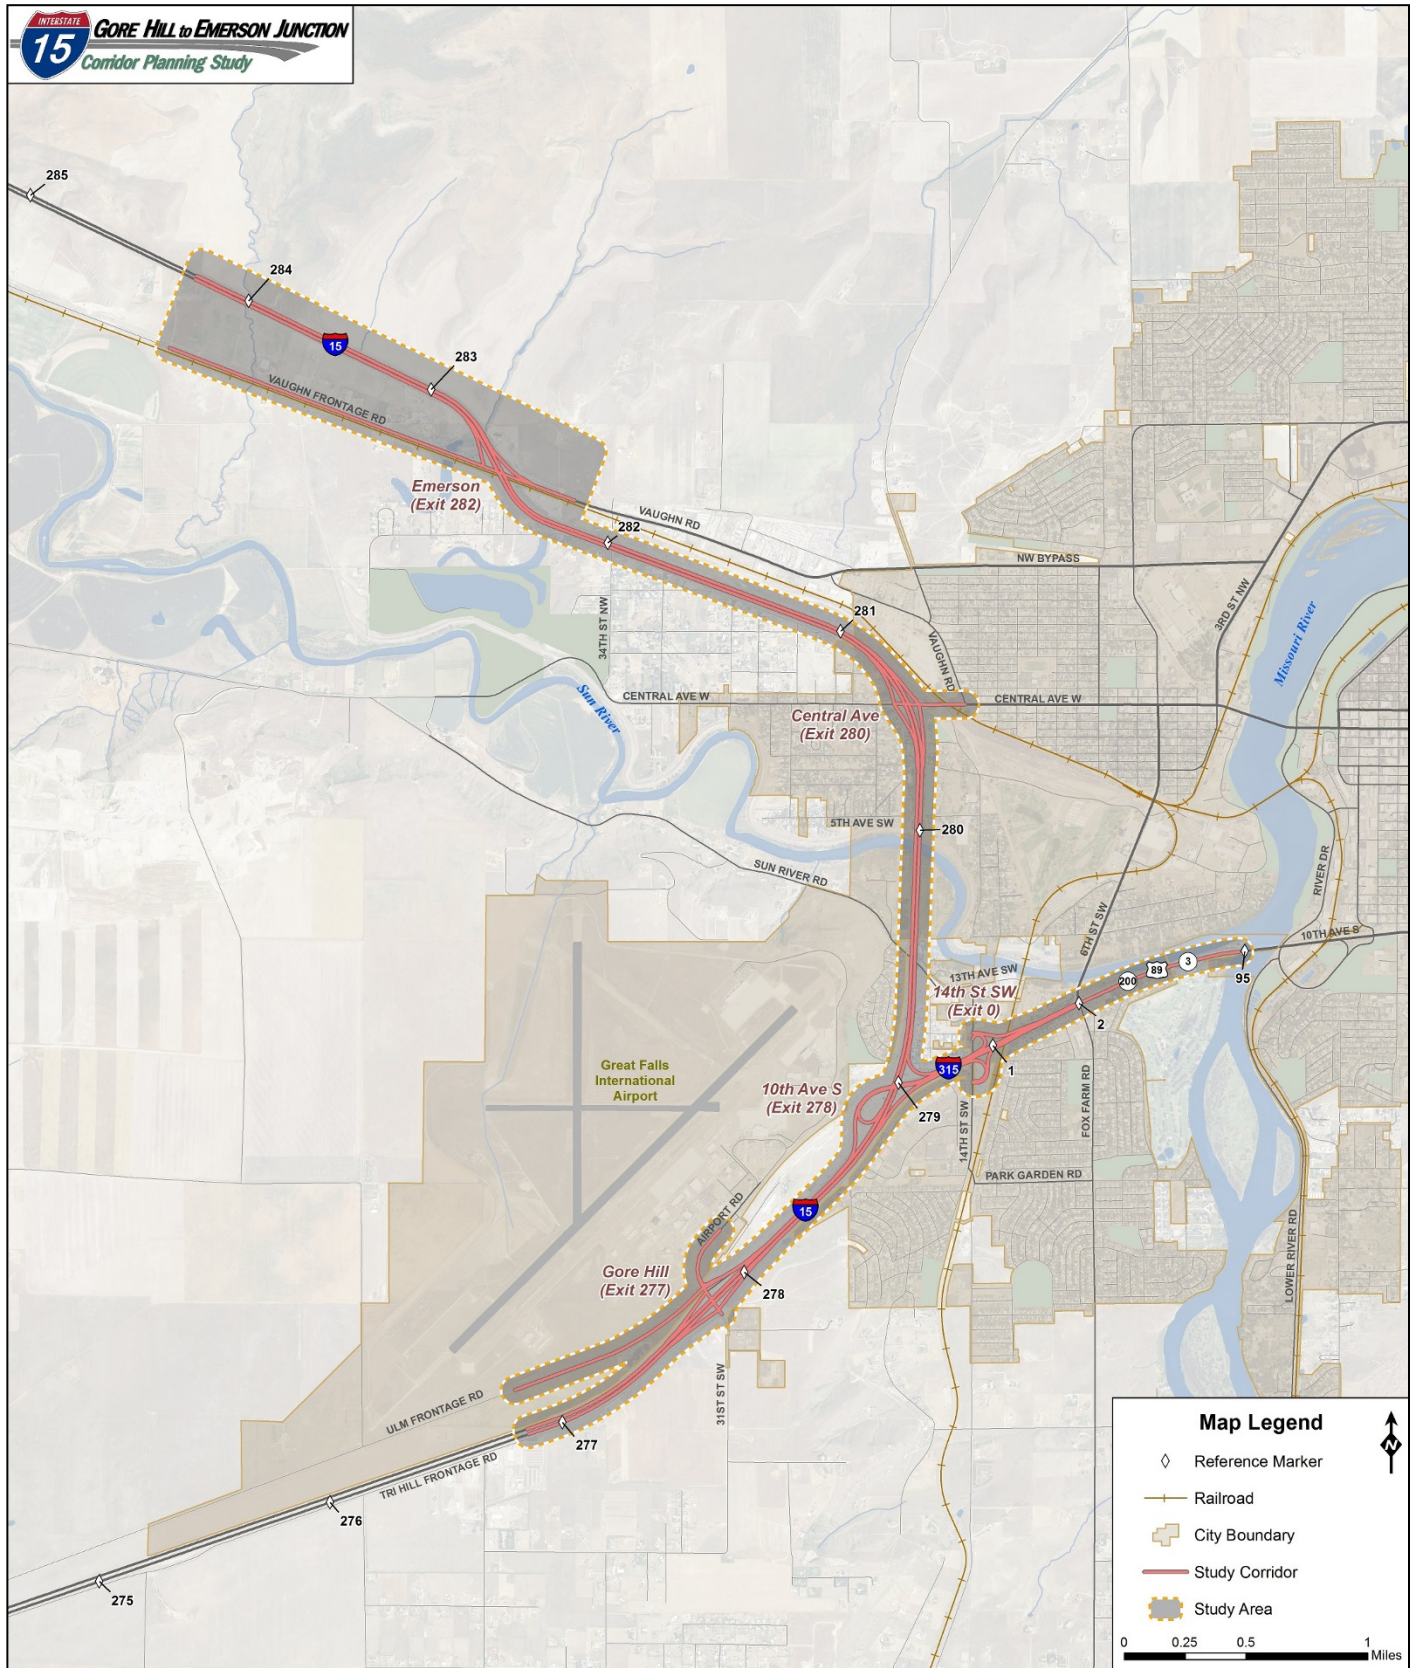 INTERSTATE
15
GORE HILL to EMERSON JUNCTION
Corridor Planning Study
285
284
15
283
VAUGHN FRONTAGE RD
Emerson
(Exit 282)
282
VAUGHN RD
NW BYPASS
3RD ST NW
Missouri River
281
34TH ST NW
VAUGHN RD
Sun River
CENTRAL AVE W
CENTRAL AVE W
Central Ave
(Exit 280)
5TH AVE SW
280
SUN RIVER RD
RIVER DR
6TH ST SW
10TH AVE S
13TH AVE SW
200
89
3
95
14th St SW
(Exit 0)
2
Great Falls
International
Airport
315
1
10th Ave S
(Exit 278)
279
14TH ST SW
FOX FARM RD
PARK GARDEN RD
15
AIRPORT RD
LOWER RIVER RD
Gore Hill
(Exit 277)
278
31ST ST SW
ULM FRONTAGE RD
277
TRI HILL FRONTAGE RD
276
275
Map Legend
N
Reference Marker
Railroad
City Boundary
Study Corridor
Study Area
0 0.25 0.5 1
Miles